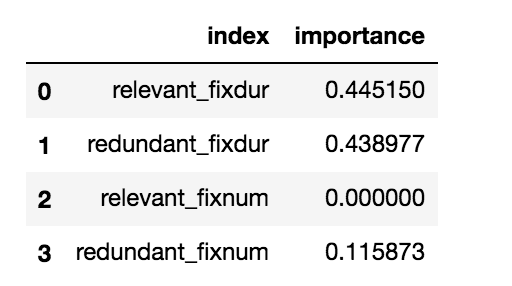 index importance
0 relevant_fixdur 0.445150
1 redundant_fixdur 0.438977
2 relevant_fixnum 0.000000
3 redundant_fixnum 0.115873